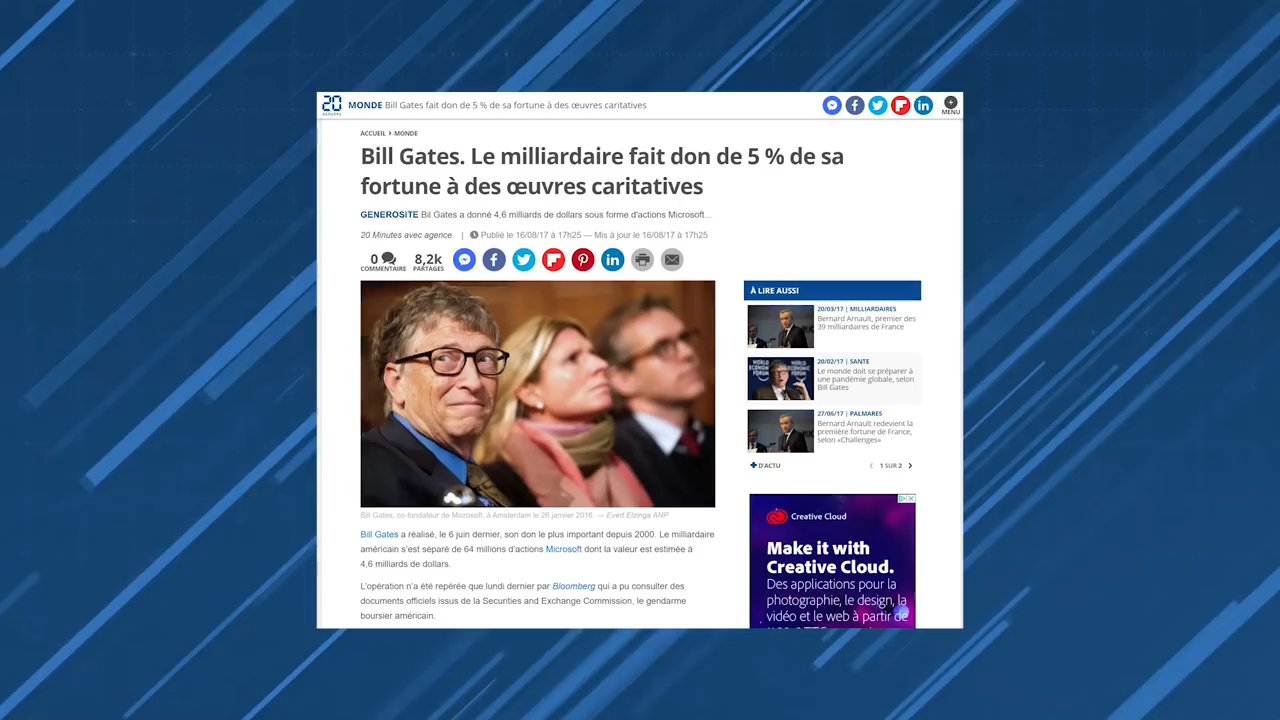 20
MINUTES
MONDE Bill Gates fait don de 5 % de sa fortune à des œuvres caritatives
MENU
ACCUEIL › MONDE
Bill Gates. Le milliardaire fait don de 5 % de sa
fortune à des œuvres caritatives
GENEROSITE Bil Gates a donné 4,6 milliards de dollars sous forme d'actions Microsoft...
20 Minutes avec agence | Publié le 16/08/17 à 17h25 — Mis à jour le 16/08/17 à 17h25
0
COMMENTAIRE
8,2k
PARTAGES
Bill Gates, co-fondateur de Microsoft, à Amsterdam le 26 janvier 2016. — Evert Elzinga ANP
Bill Gates a réalisé, le 6 juin dernier, son don le plus important depuis 2000. Le milliardaire
américain s'est séparé de 64 millions d'actions Microsoft dont la valeur est estimée à
4,6 milliards de dollars.
L'opération n'a été repérée que lundi dernier par Bloomberg qui a pu consulter des
documents officiels issus de la Securities and Exchange Commission, le gendarme
boursier américain.
À LIRE AUSSI
20/03/17 | MILLIARDAIRES
Bernard Arnault, premier des
39 milliardaires de France
WORLD
ECONOMIC
FORUM
20/02/17 | SANTE
Le monde doit se préparer à
une pandémie globale, selon
Bill Gates
27/06/17 | PALMARES
Bernard Arnault redevient la
première fortune de France,
selon «Challenges»
+ D'ACTU
‹ 1 SUR 2 ›
Creative Cloud
Make it with
Creative Cloud.
Des applications pour la
photographie, le design, la
vidéo et le web à partir de